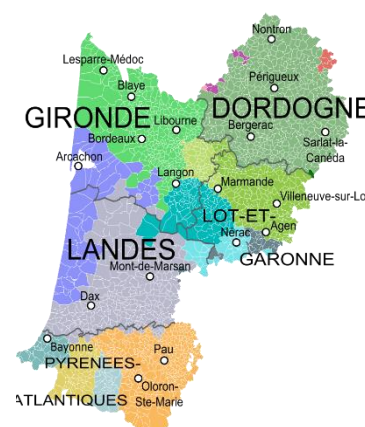 Nontron
Lesparre-Médoc
Blaye
Périgueux
GIRONDE
DORDOGNE
Libourne
Bordeaux
Bergerac
Sarlat-la-
Canéda
Arcachon
Langon
Marmande
Villeneuve-sur-Lo
LOT-ET-
Agen
Nérac
LANDES
GARONNE
Mont-de-Marsan
Dax
Bayonne
Pau
PYRENEES-
Oloron-
Ste-Marie
ATLANTIQUES